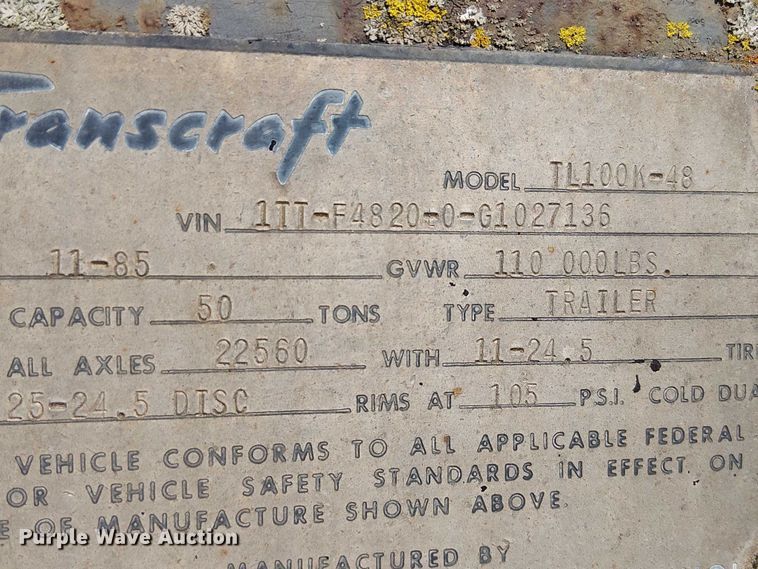 Transcraft
MODEL TL100K-48
VIN 1TT-F4820-0-G1027136
11-85 GVWR 110 000LBS.
CAPACITY 50 TONS TYPE TRAILER
ALL AXLES 22560 WITH 11-24.5
25-24.5 DISC RIMS AT 105 P.S.I. COLD
VEHICLE CONFORMS TO ALL APPLICABLE FEDERAL
OR VEHICLE SAFETY STANDARDS IN EFFECT ON
OF MANUFACTURE SHOWN ABOVE
MANUFACTURED BY
Purple Wave Auction